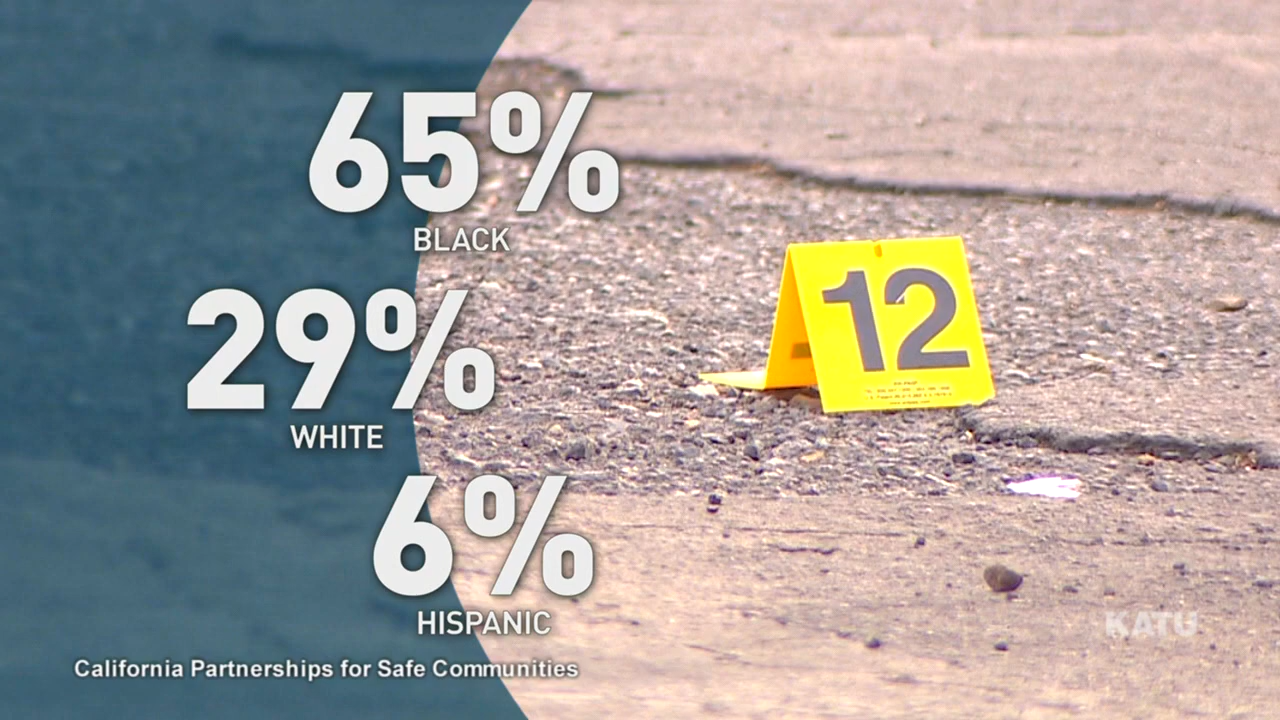 65%
BLACK
29%
WHITE
6%
HISPANIC
California Partnerships for Safe Communities
12
KATU